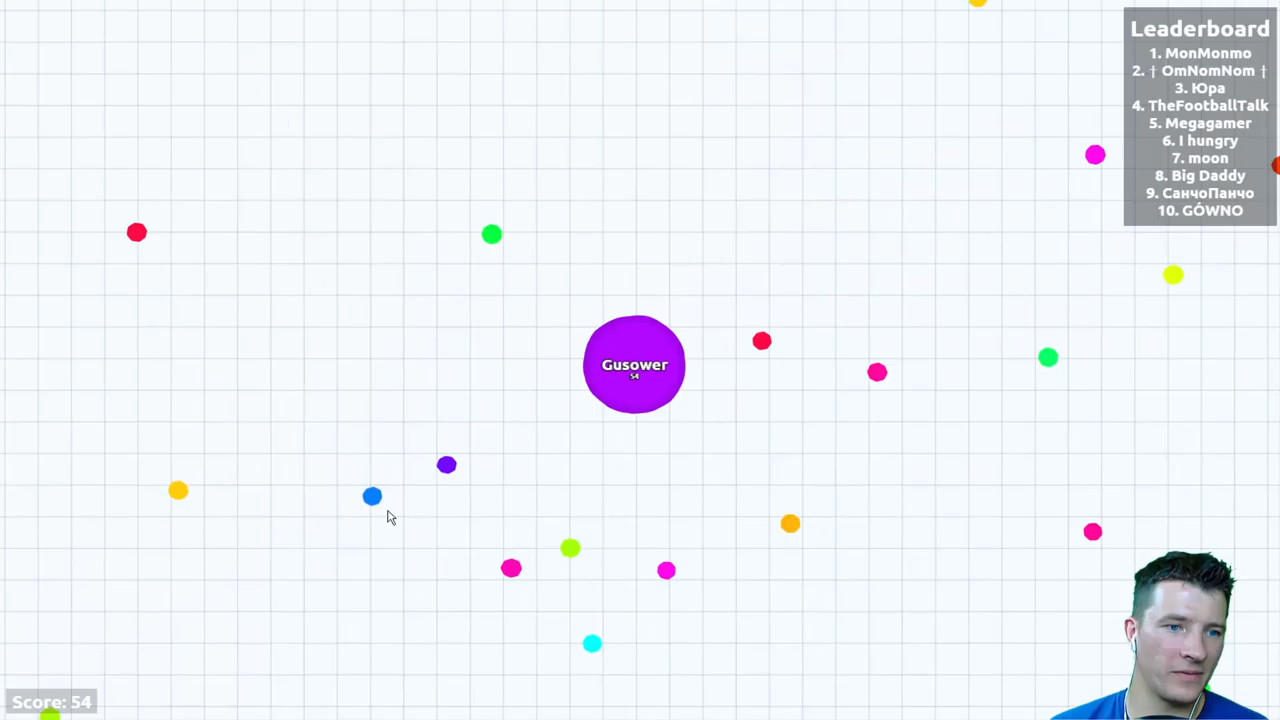 Leaderboard
1. MonMonmo
2. † OmNomNom †
3. Юра
4. TheFootballTalk
5. Megagamer
6. I hungry
7. moon
8. Big Daddy
9. СанчоПанчо
10. GÓWNO
Gusower
54
Score: 54